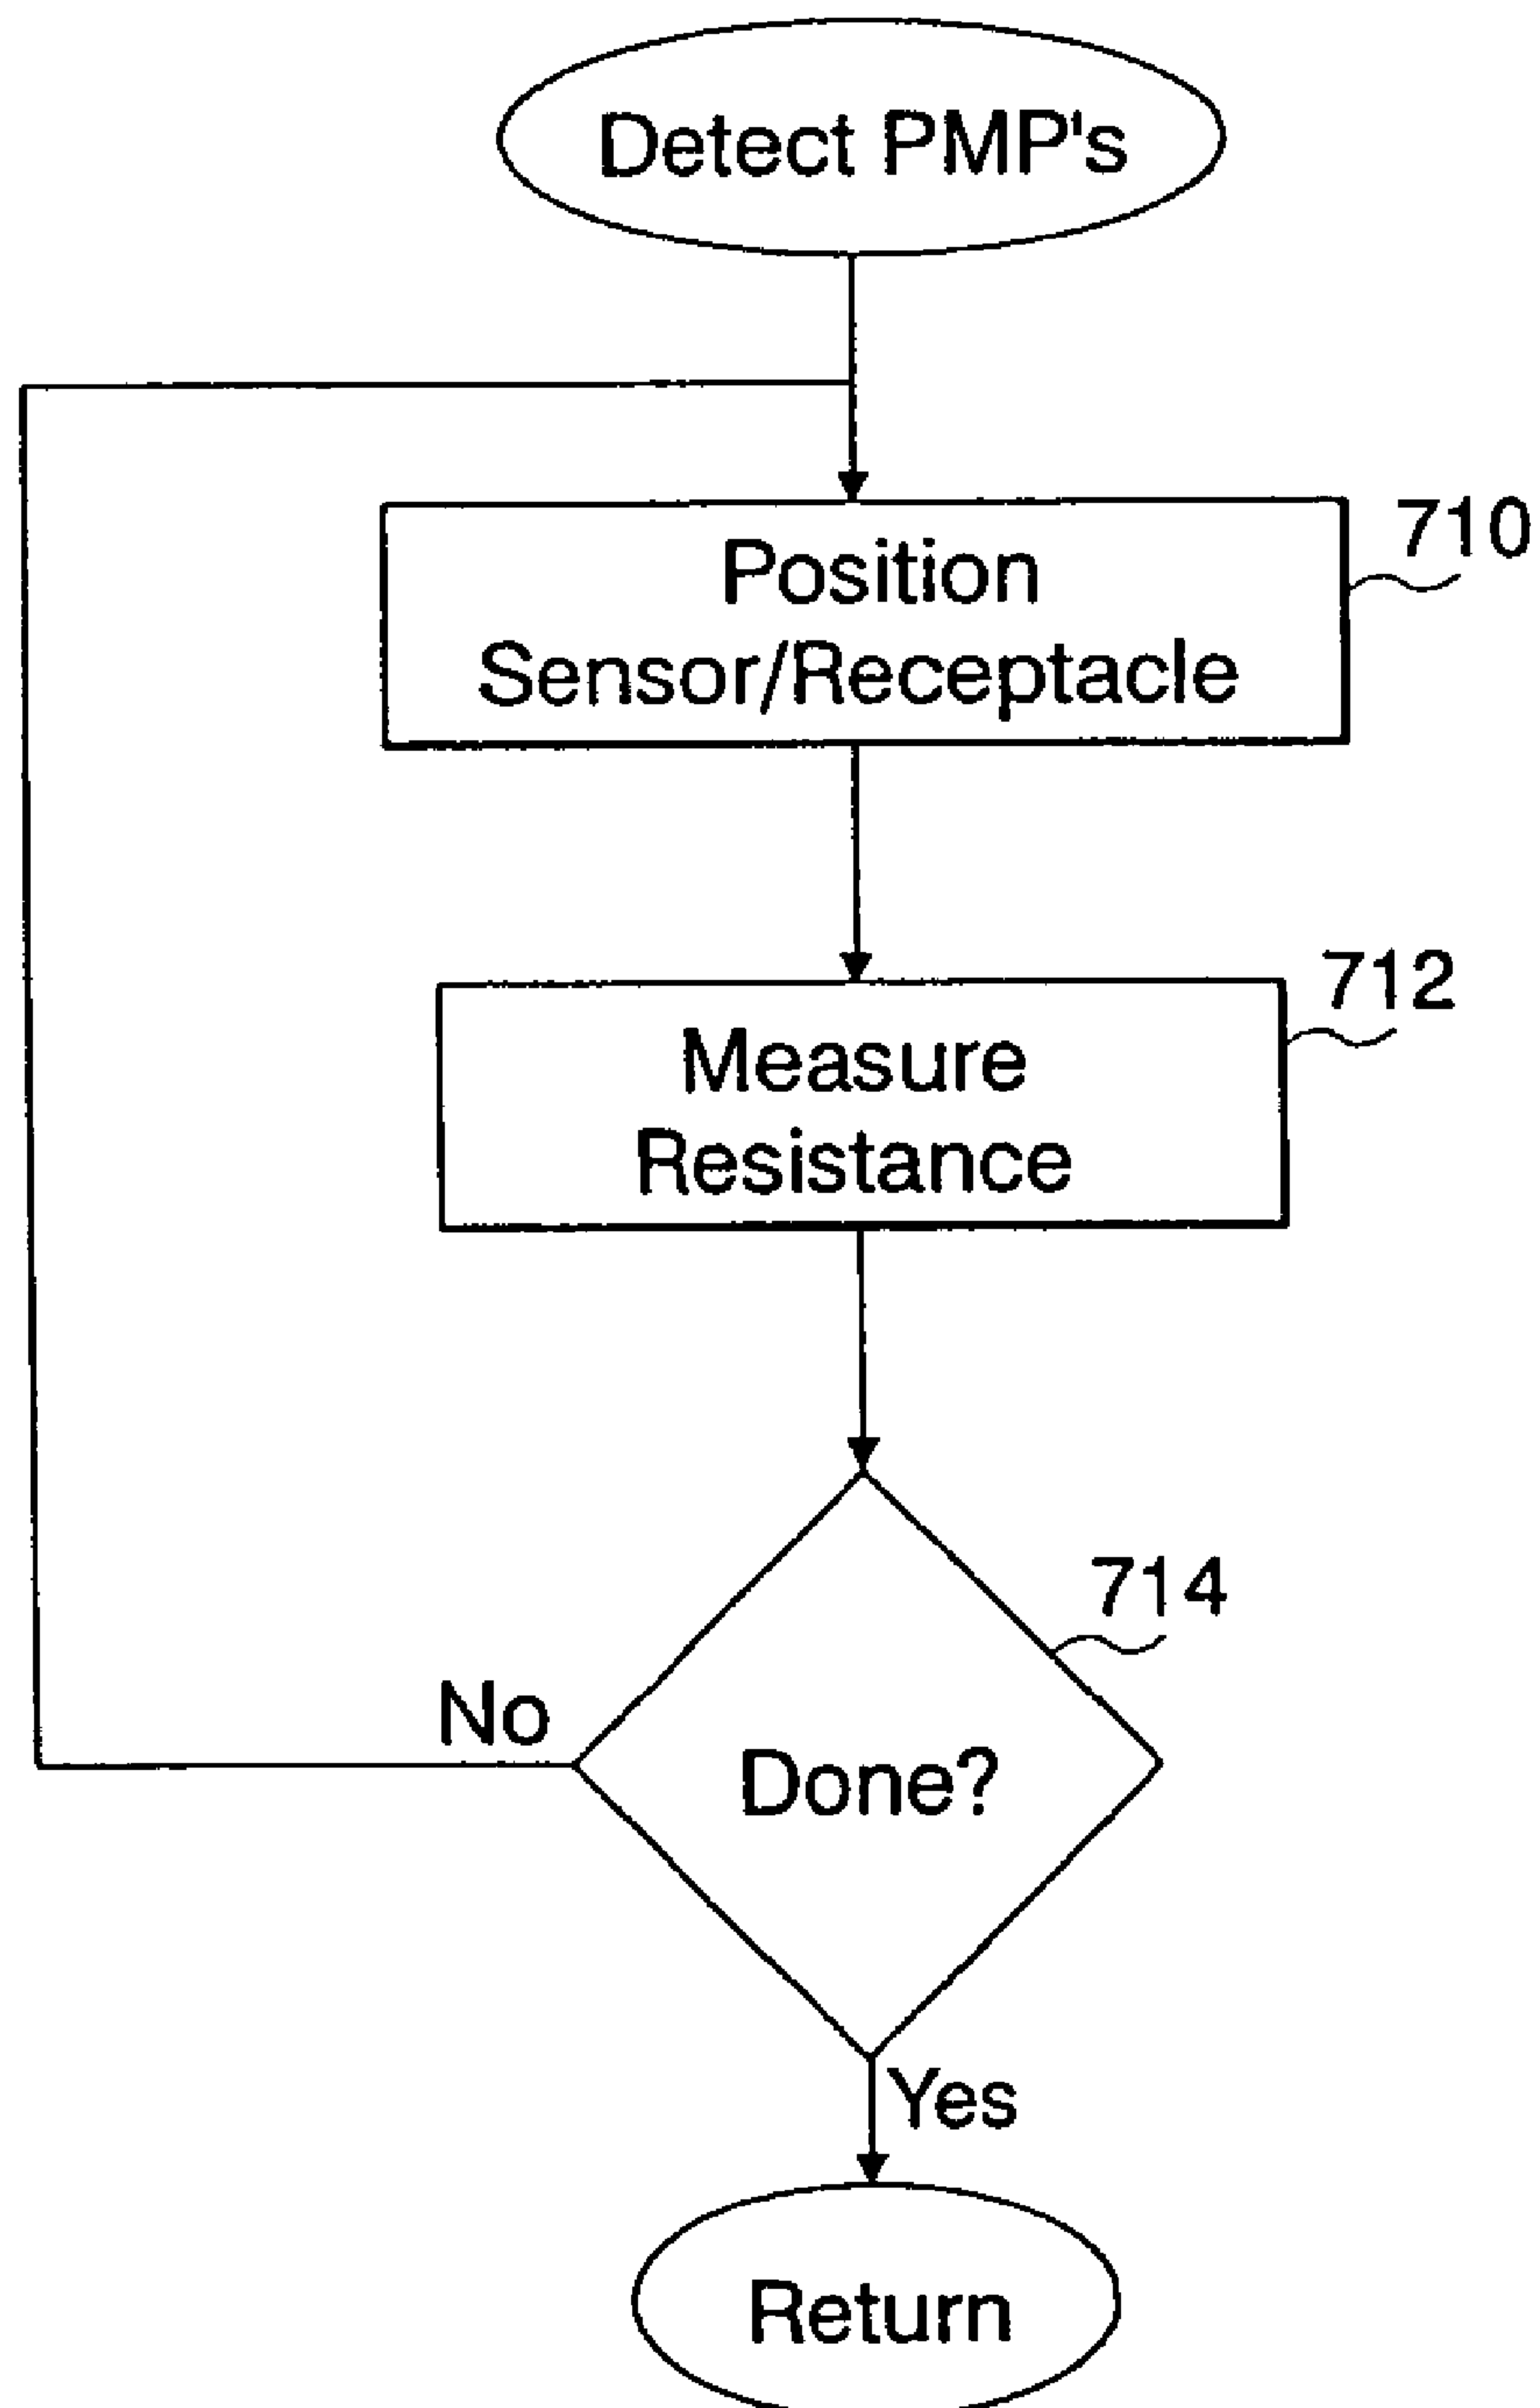 Detect PMP's
710
Position
Sensor/Receptacle
712
Measure
Resistance
714
No
Done?
Yes
Return